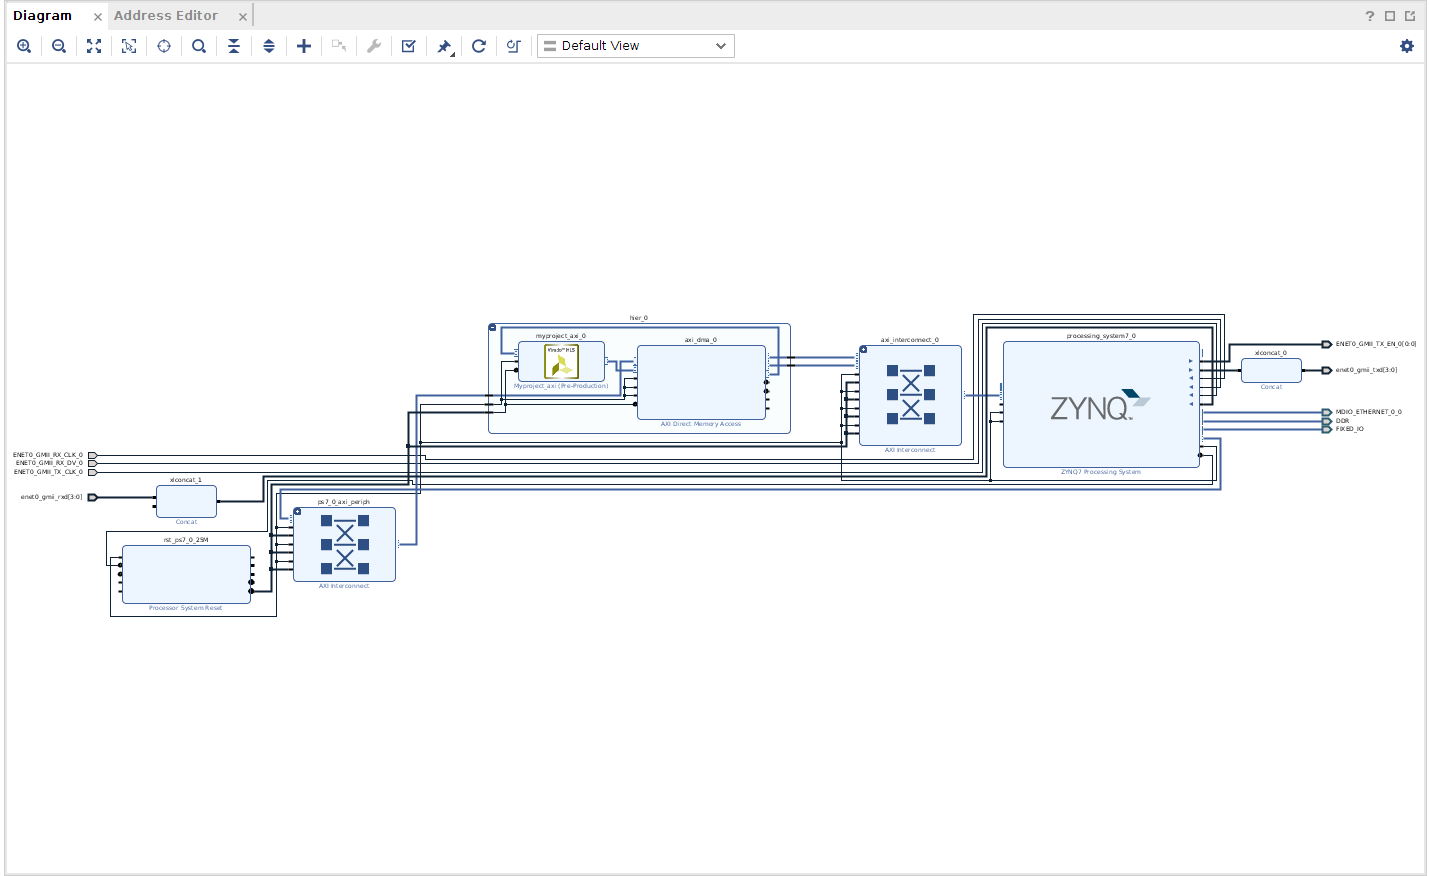 Diagram
Address Editor
?
Default View
hier_0
myproject_axi_0
Vivado™ HLS
Myproject_axi (Pre-Production)
axi_dma_0
AXI Direct Memory Access
axi_interconnect_0
AXI Interconnect
processing_system7_0
ZYNQ
ZYNQ7 Processing System
ENET0_GMII_TX_EN_0[0:0]
xlconcat_0
Concat
enet0_gmii_txd[3:0]
MDIO_ETHERNET_0_0
DDR
FIXED_IO
ENET0_GMII_RX_CLK_0
ENET0_GMII_RX_DV_0
ENET0_GMII_TX_CLK_0
xlconcat_1
enet0_gmii_rxd[3:0]
Concat
ps7_0_axi_periph
AXI Interconnect
rst_ps7_0_25M
Processor System Reset